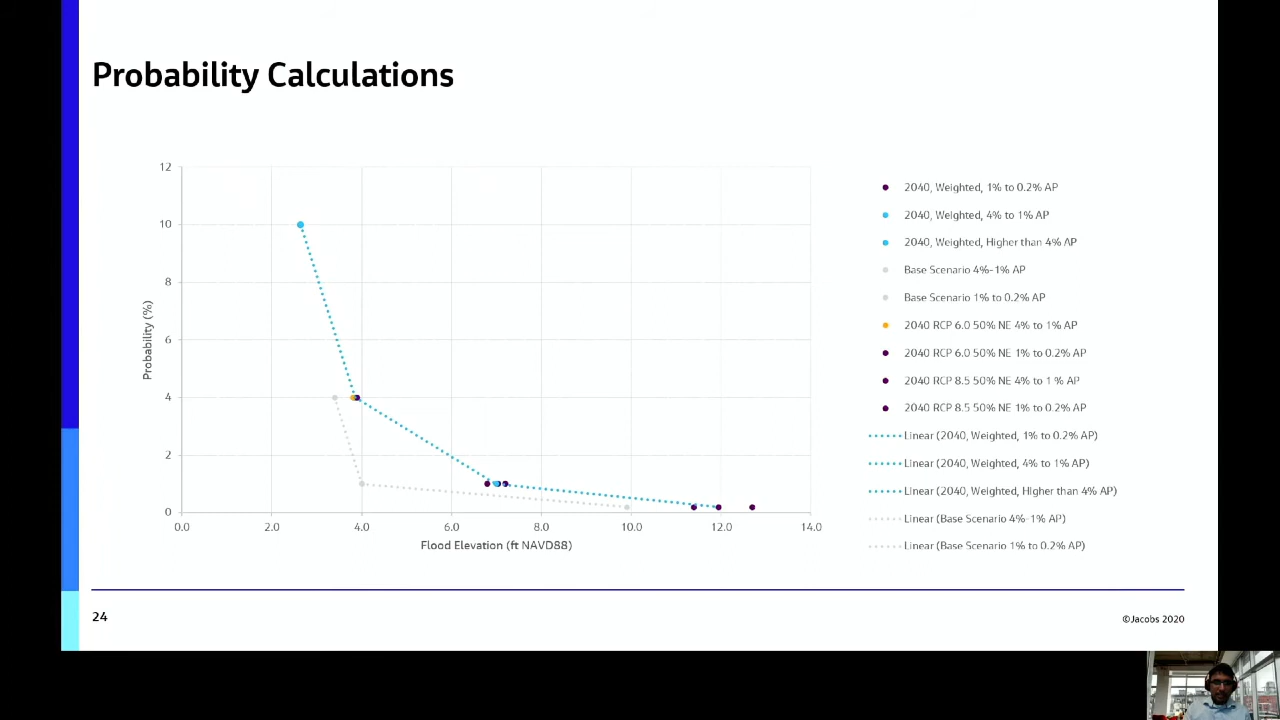 Probability Calculations
12
10
8
6
4
2
0
Probability (%)
0.0 2.0 4.0 6.0 8.0 10.0 12.0 14.0
Flood Elevation (ft NAVD88)
2040, Weighted, 1% to 0.2% AP
2040, Weighted, 4% to 1% AP
2040, Weighted, Higher than 4% AP
Base Scenario 4%-1% AP
Base Scenario 1% to 0.2% AP
2040 RCP 6.0 50% NE 4% to 1% AP
2040 RCP 6.0 50% NE 1% to 0.2% AP
2040 RCP 8.5 50% NE 4% to 1 % AP
2040 RCP 8.5 50% NE 1% to 0.2% AP
Linear (2040, Weighted, 1% to 0.2% AP)
Linear (2040, Weighted, 4% to 1% AP)
Linear (2040, Weighted, Higher than 4% AP)
Linear (Base Scenario 4%-1% AP)
Linear (Base Scenario 1% to 0.2% AP)
24
©Jacobs 2020